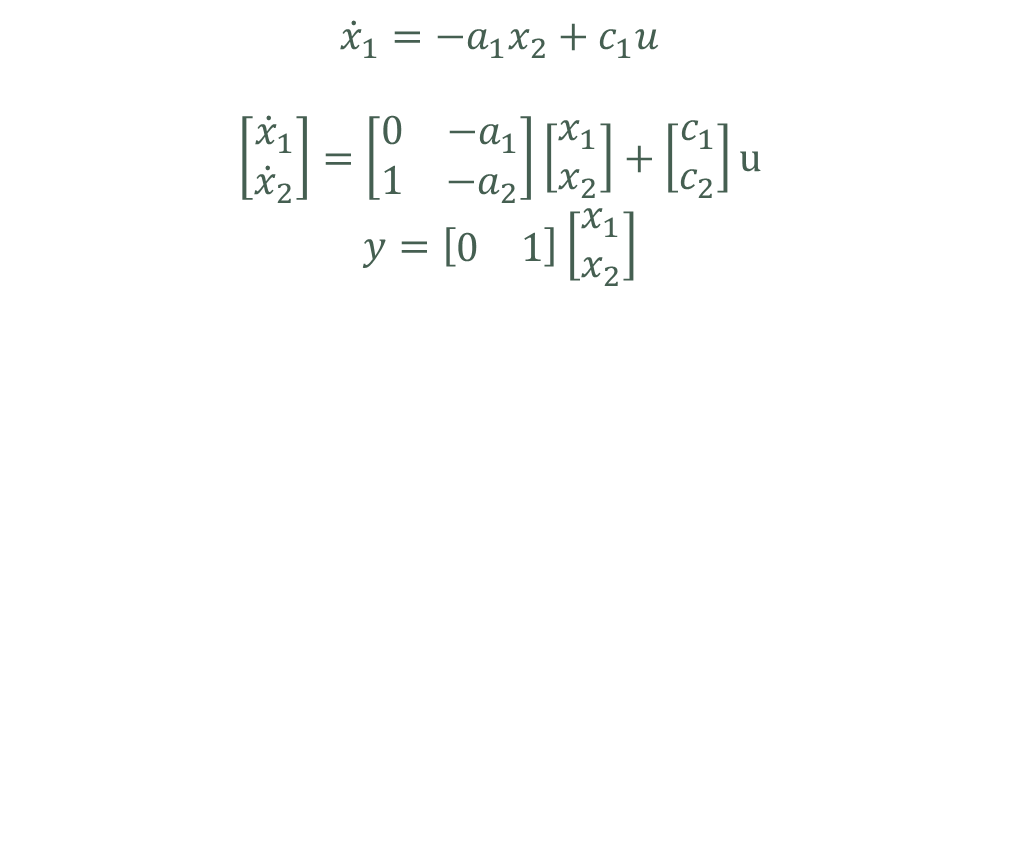 ẋ₁ = −a₁x₂ + c₁u
[ẋ₁; ẋ₂] = [0 −a₁; 1 −a₂] [x₁; x₂] + [c₁; c₂] u
y = [0 1] [x₁; x₂]